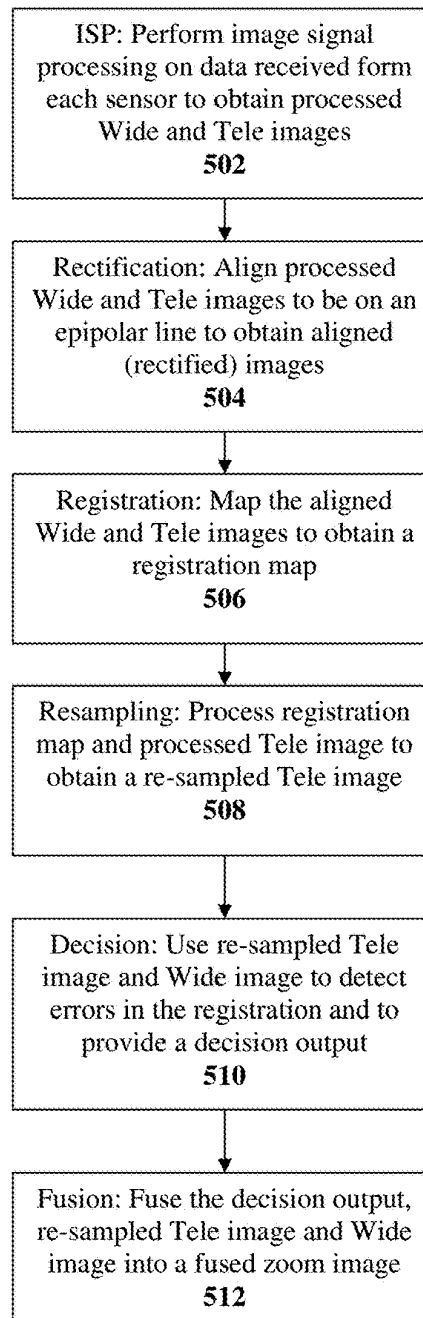 ISP: Perform image signal
processing on data received form
each sensor to obtain processed
Wide and Tele images
502
Rectification: Align processed
Wide and Tele images to be on an
epipolar line to obtain aligned
(rectified) images
504
Registration: Map the aligned
Wide and Tele images to obtain a
registration map
506
Resampling: Process registration
map and processed Tele image to
obtain a re-sampled Tele image
508
Decision: Use re-sampled Tele
image and Wide image to detect
errors in the registration and to
provide a decision output
510
Fusion: Fuse the decision output,
re-sampled Tele image and Wide
image into a fused zoom image
512